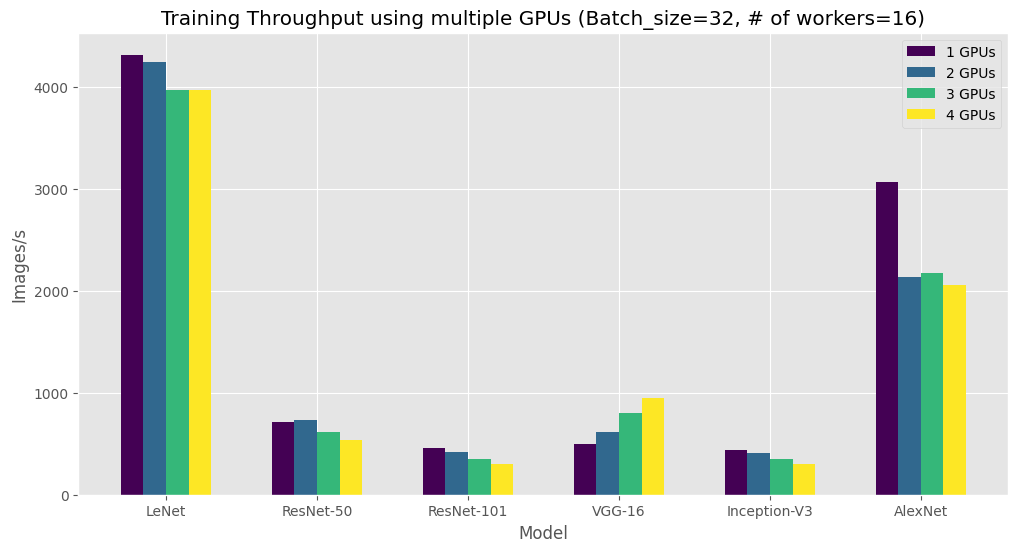 Training Throughput using multiple GPUs (Batch_size=32, # of workers=16)
1 GPUs
2 GPUs
3 GPUs
4 GPUs
Images/s
4000
3000
2000
1000
0
LeNet
ResNet-50
ResNet-101
VGG-16
Inception-V3
AlexNet
Model